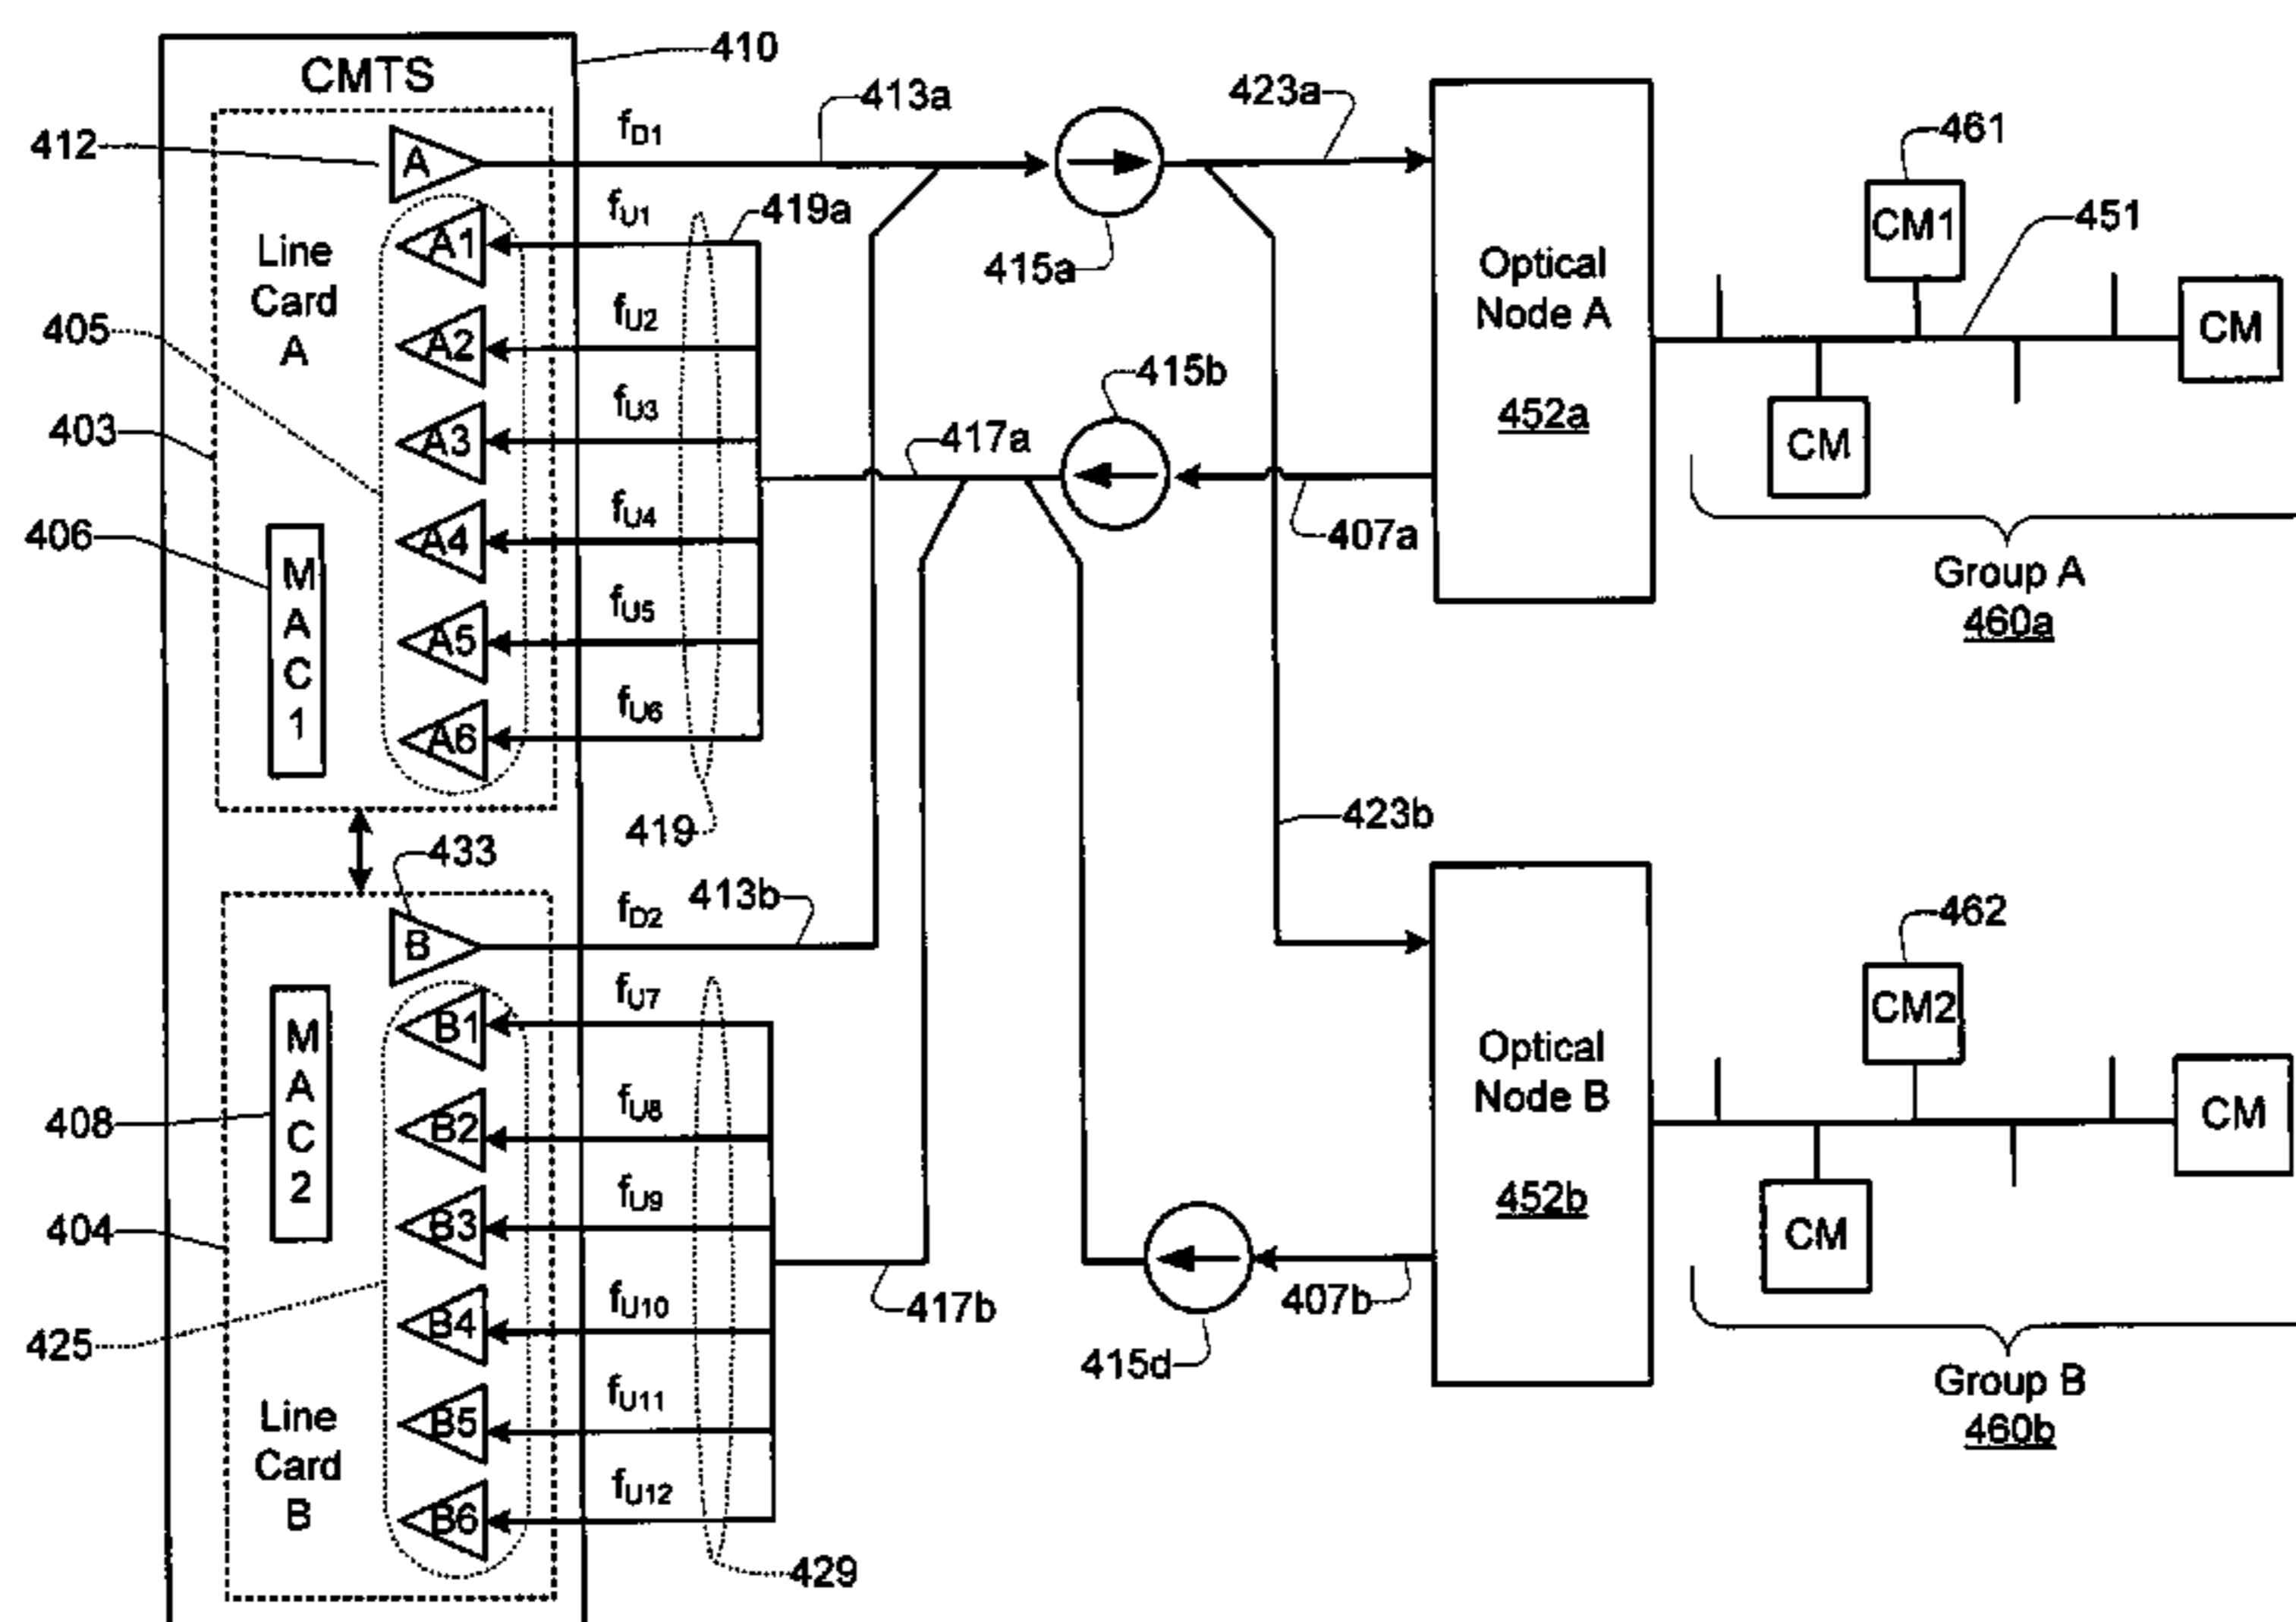 CMTS
410
412
A
fD1
413a
415a
423a
Line
Card
A
A1
fU1
419a
A2
fU2
A3
fU3
A4
fU4
A5
fU5
A6
fU6
405
403
406
M
A
C
1
419
417a
415b
407a
Optical
Node A
452a
461
CM1
451
CM
CM
Group A
460a
433
B
fD2
413b
423b
B1
fU7
B2
fU8
B3
fU9
B4
fU10
B5
fU11
B6
fU12
M
A
C
2
408
404
425
Line
Card
B
429
417b
415d
407b
Optical
Node B
452b
462
CM2
CM
CM
Group B
460b